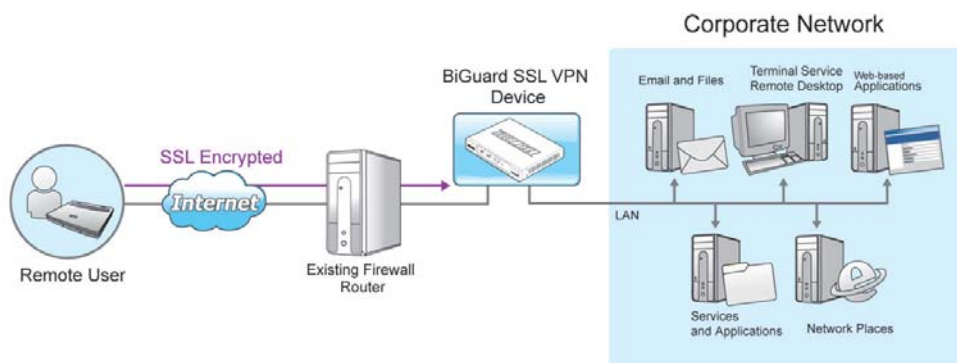 Corporate Network
BiGuard SSL VPN
Device
Email and Files
Terminal Service
Remote Desktop
Web-based
Applications
SSL Encrypted
Internet
LAN
Remote User
Existing Firewall
Router
Services
and Applications
Network Places